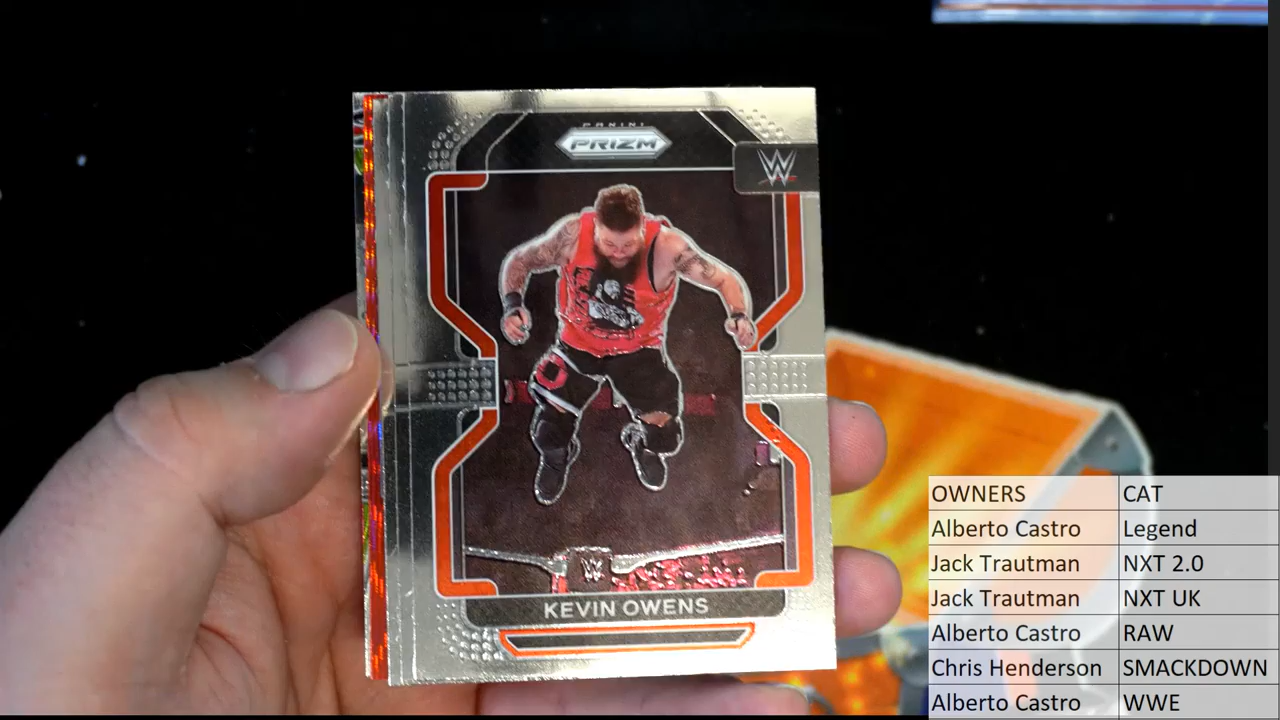 PANINI
PRIZM
W
KEVIN OWENS
OWNERS CAT
Alberto Castro Legend
Jack Trautman NXT 2.0
Jack Trautman NXT UK
Alberto Castro RAW
Chris Henderson SMACKDOWN
Alberto Castro WWE